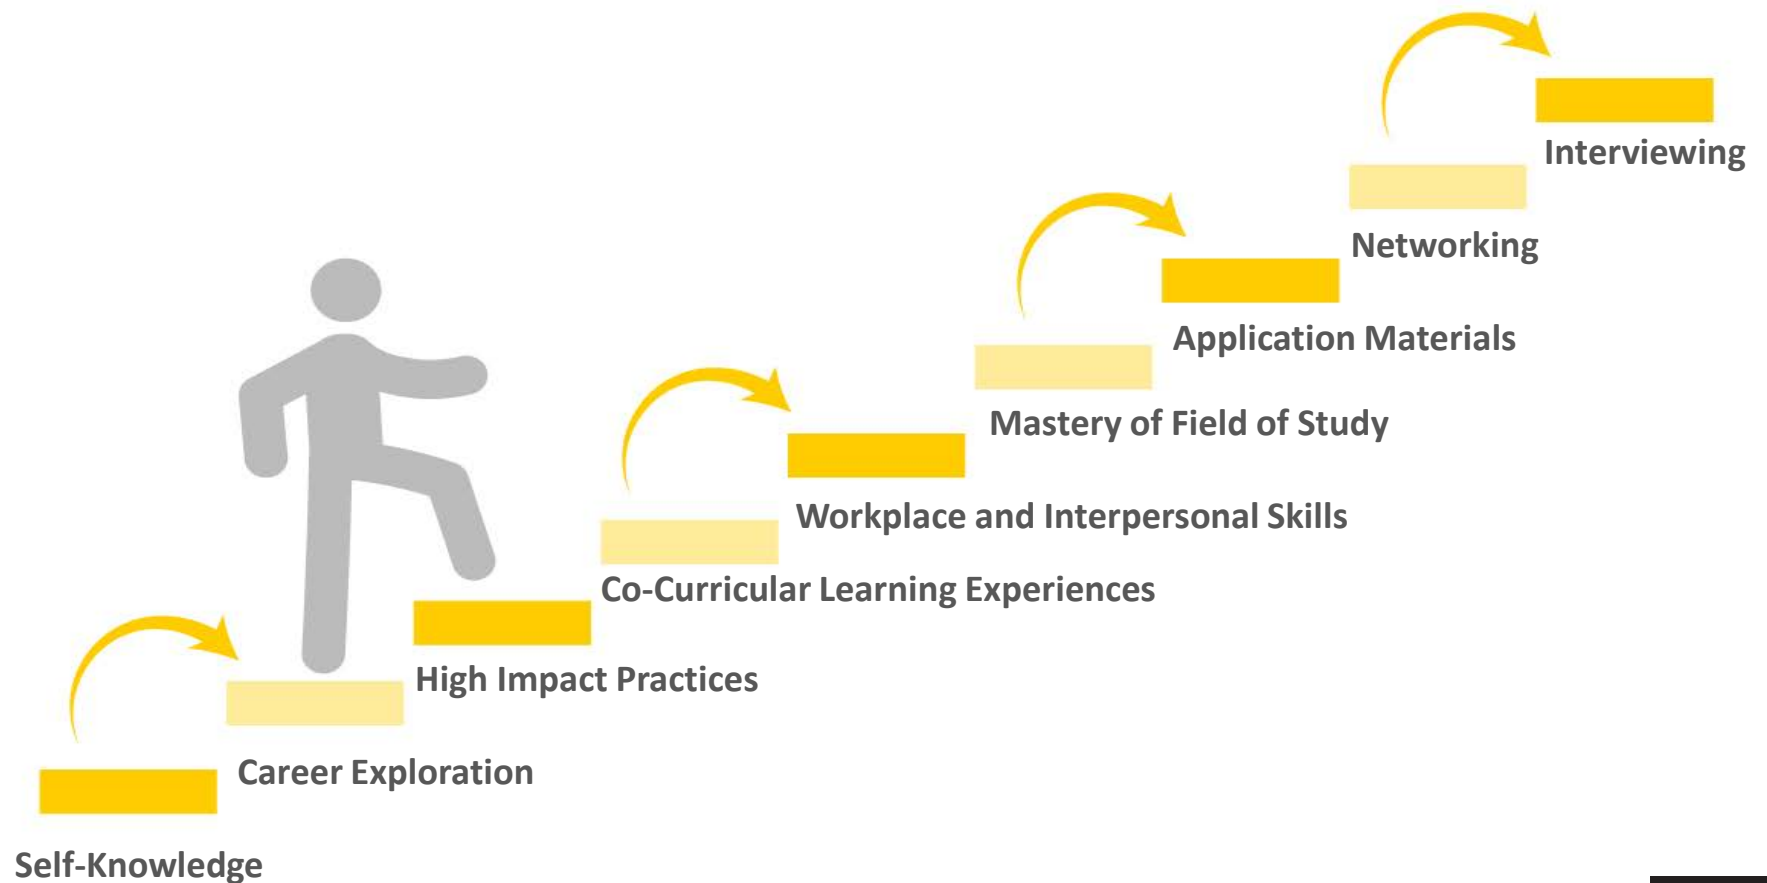 Interviewing
Networking
Application Materials
Mastery of Field of Study
Workplace and Interpersonal Skills
Co-Curricular Learning Experiences
High Impact Practices
Career Exploration
Self-Knowledge